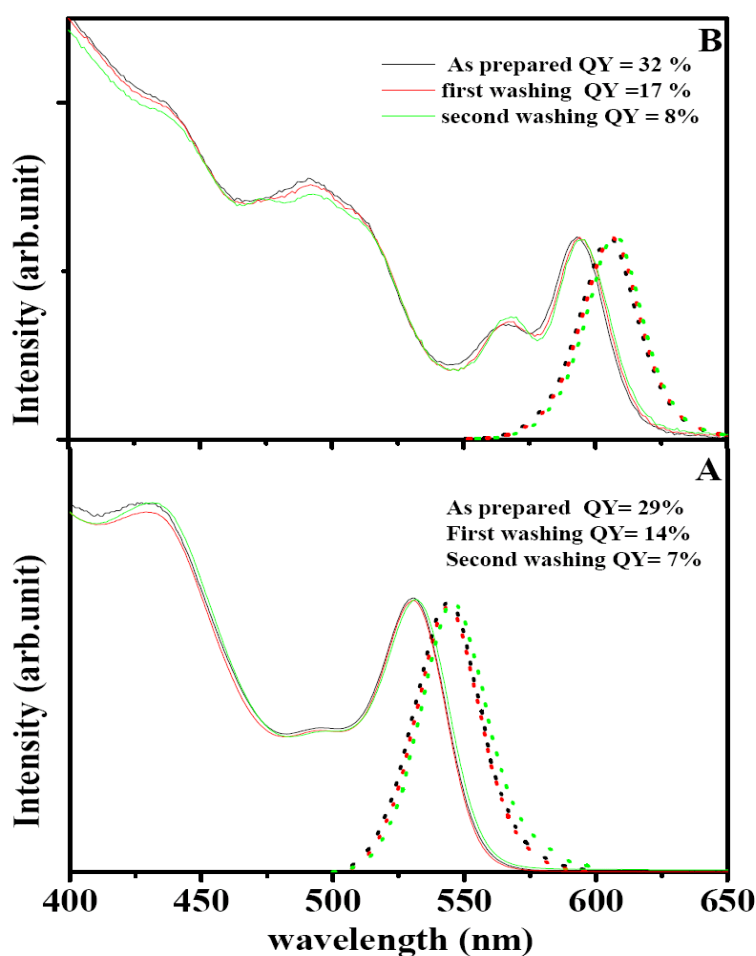 B
As prepared QY = 32 %
first washing QY =17 %
second washing QY = 8%
Intensity (arb.unit)
A
As prepared QY= 29%
First washing QY= 14%
Second washing QY= 7%
Intensity (arb.unit)
400 450 500 550 600 650
wavelength (nm)